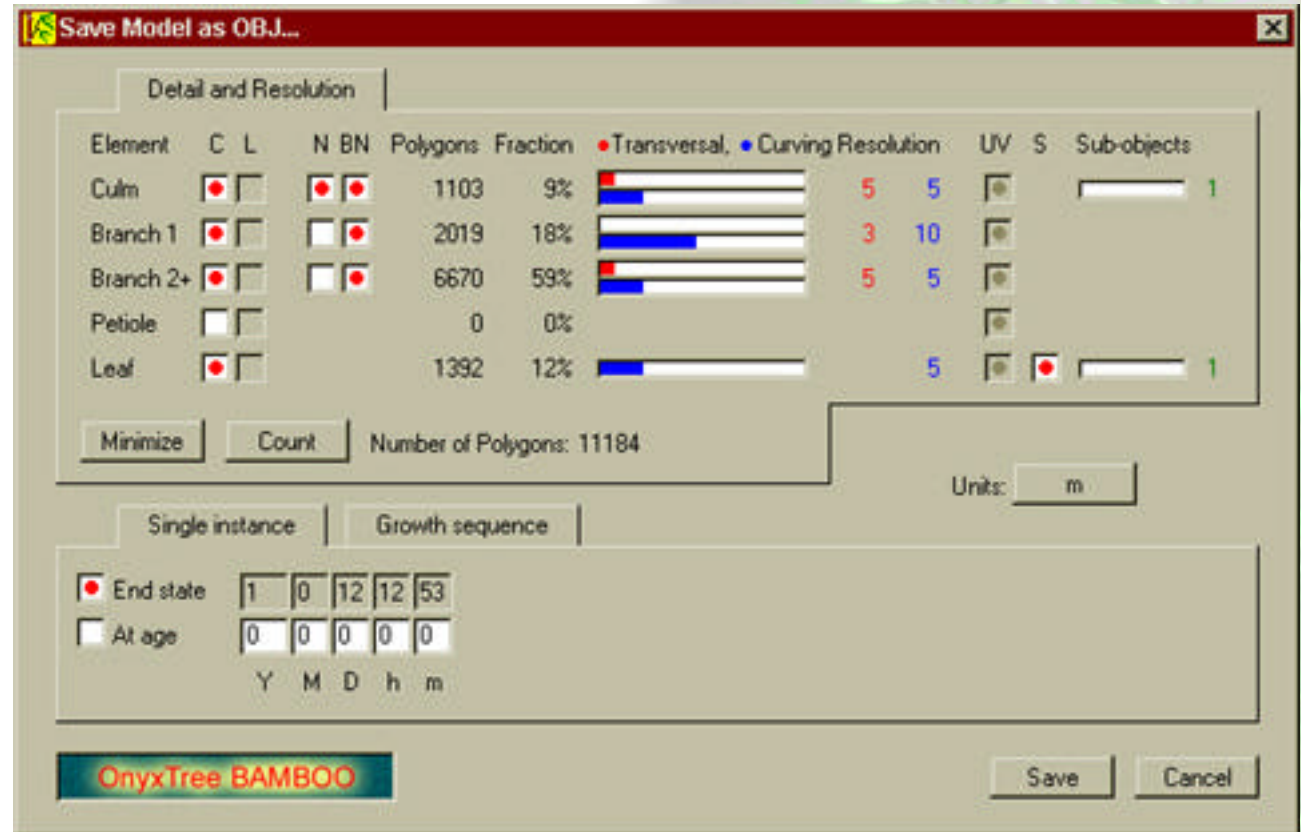 Save Model as OBJ...
Detail and Resolution
Element C L N BN Polygons Fraction Transversal, Curving Resolution UV S Sub-objects
Culm 1103 9% 5 5 1
Branch 1 2019 18% 3 10
Branch 2+ 6670 59% 5 5
Petiole 0 0%
Leaf 1392 12% 5 1
Minimize Count Number of Polygons: 11184
Units: m
Single instance Growth sequence
End state 1 0 12 12 53
At age 0 0 0 0 0
Y M D h m
OnyxTree BAMBOO Save Cancel